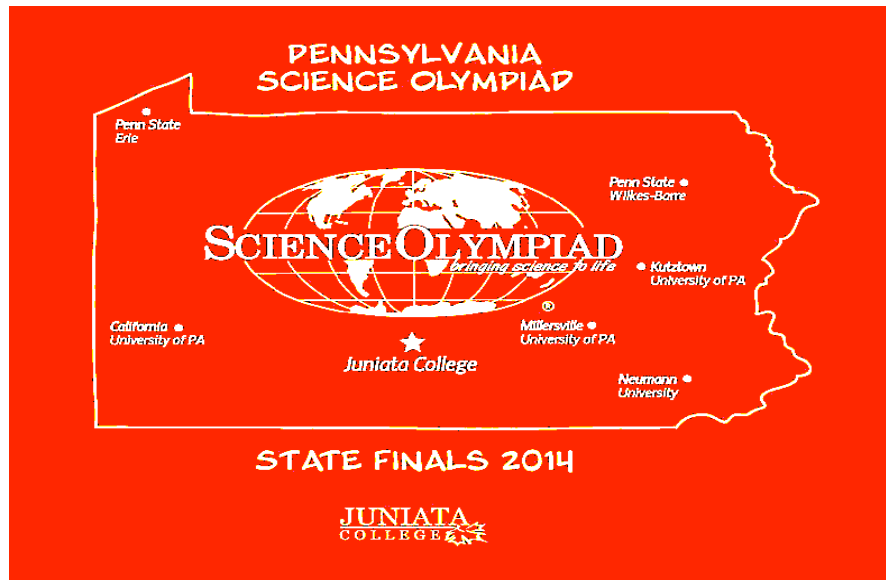 PENNSYLVANIA
SCIENCE OLYMPIAD
Penn State
Erie
Penn State
Wilkes-Barre
SCIENCE OLYMPIAD
bringing science to life
Kutztown
University of PA
®
California
University of PA
Millersville
University of PA
Juniata College
Neumann
University
STATE FINALS 2014
JUNIATA
COLLEGE